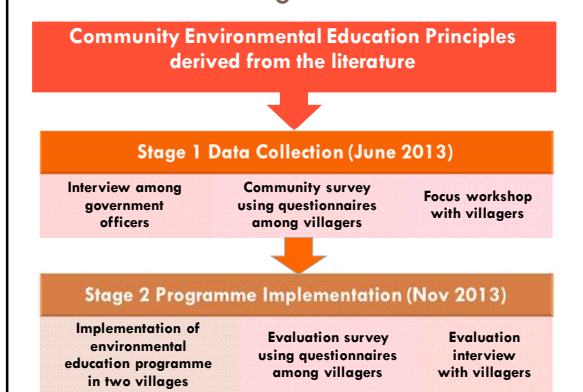 Community Environmental Education Principles
derived from the literature
Stage 1 Data Collection (June 2013)
Interview among
government
officers
Community survey
using questionnaires
among villagers
Focus workshop
with villagers
Stage 2 Programme Implementation (Nov 2013)
Implementation of
environmental
education programme
in two villages
Evaluation survey
using questionnaires
among villagers
Evaluation
interview
with villagers